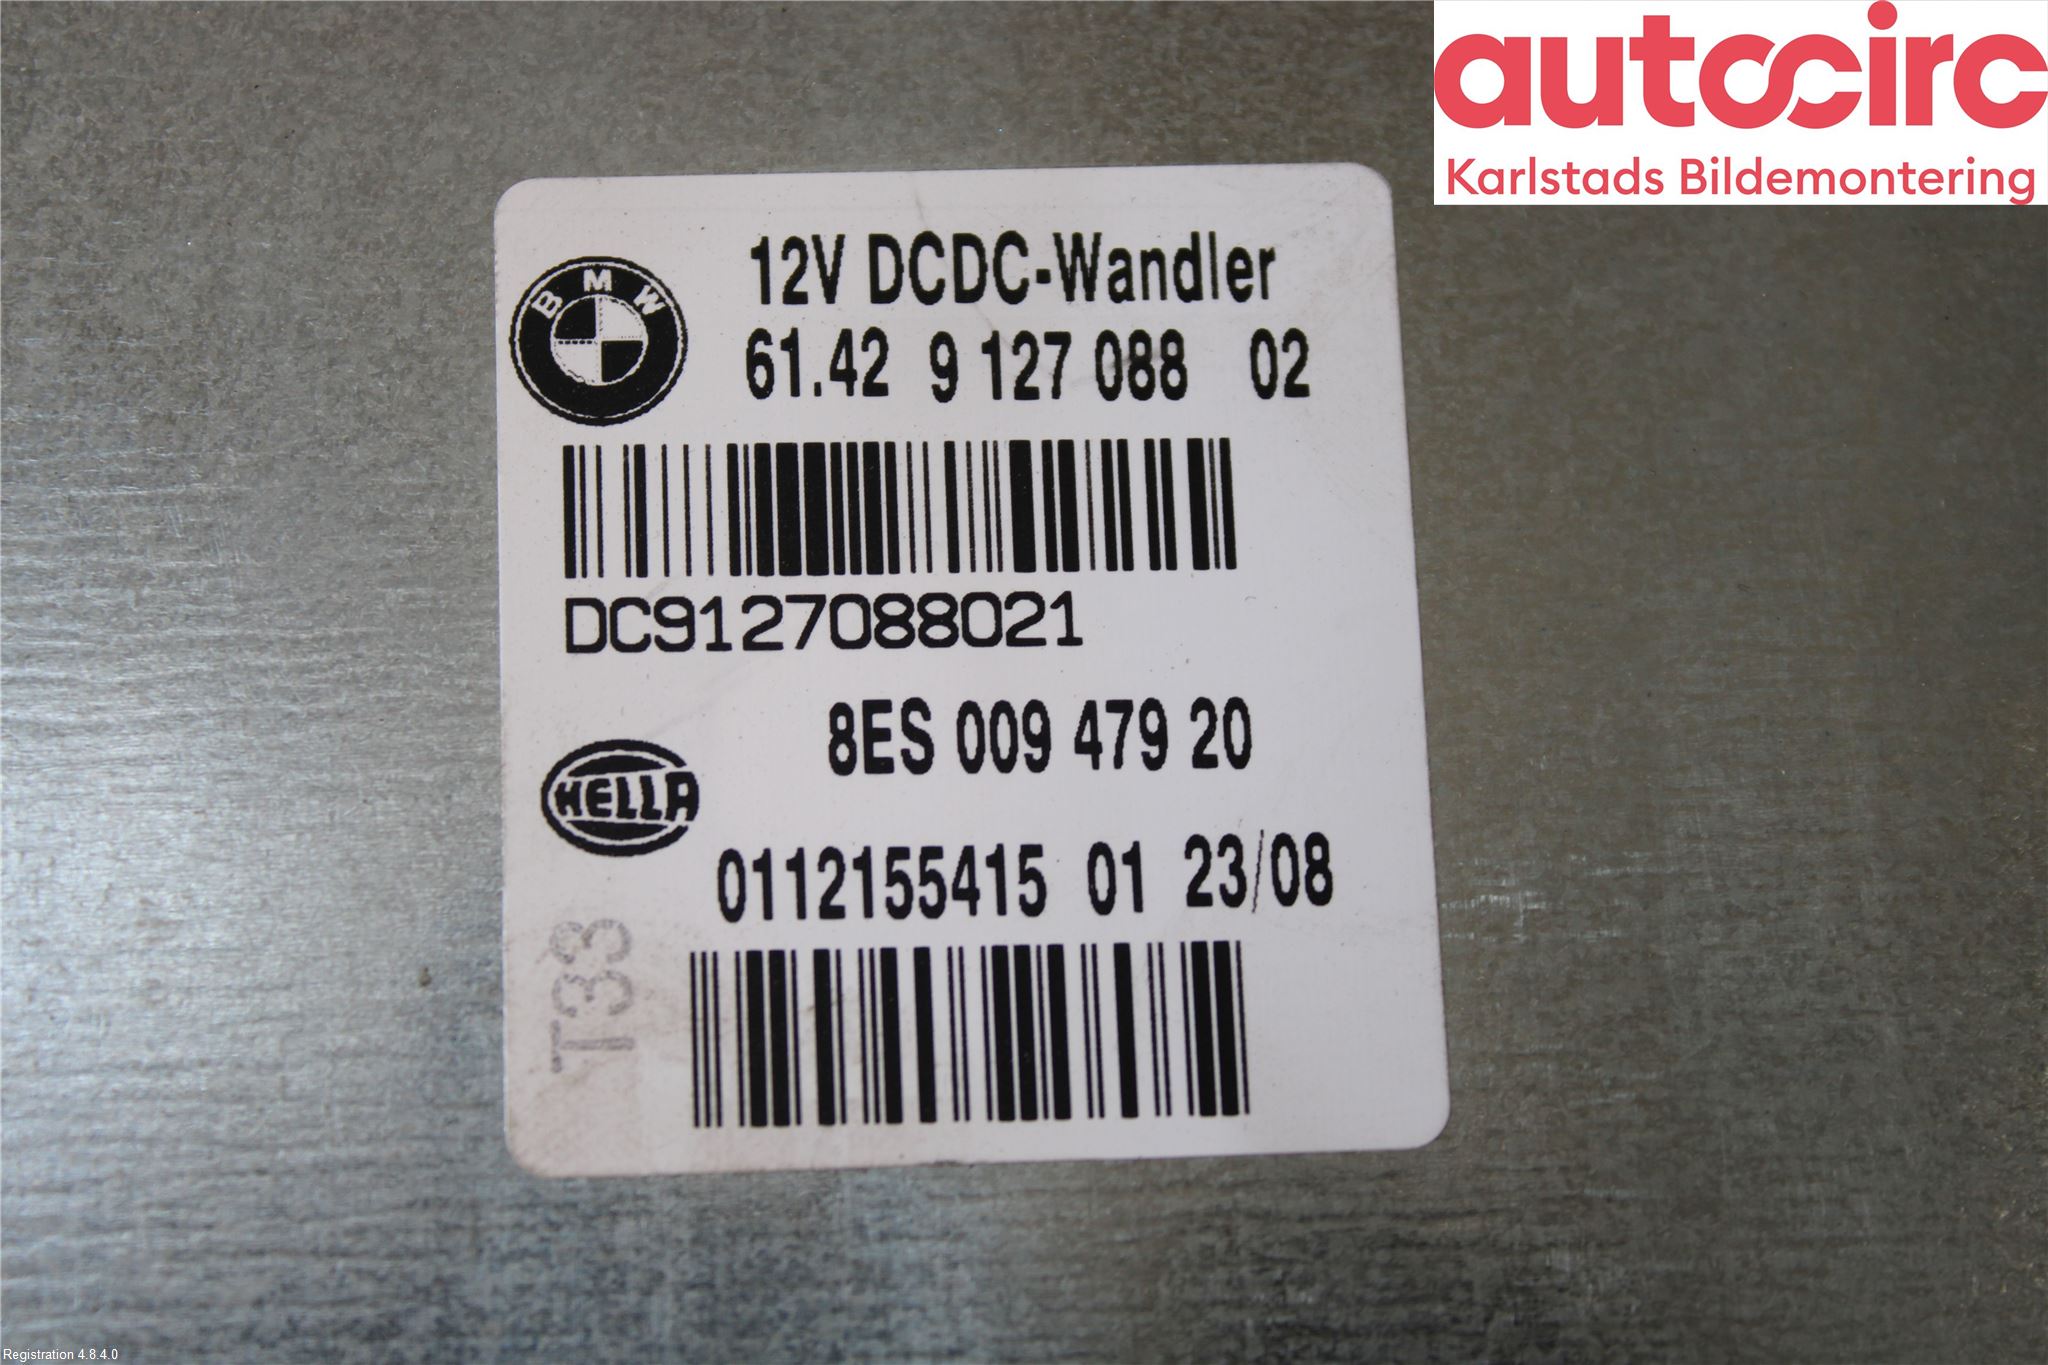 autocirc
Karlstads Bildemontering
12V DCDC-Wandler
BMW
61.42 9 127 088 02
DC9127088021
8ES 009 479 20
HELLA
0112155415 01 23/08
T33
Registration 4.8.4.0